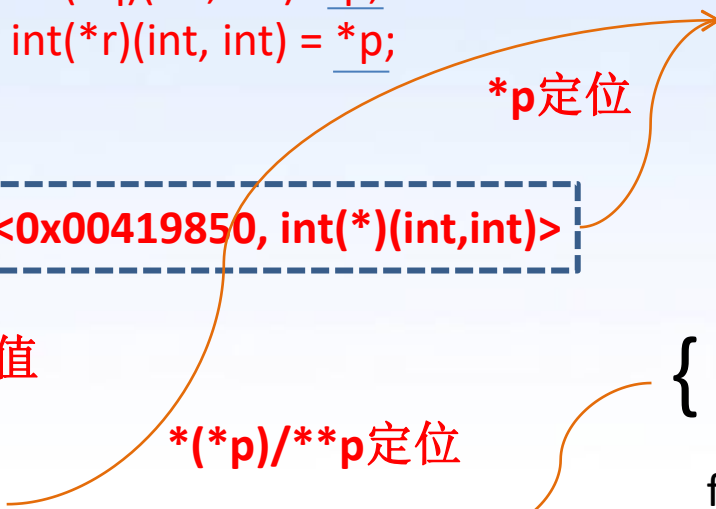 int(*r)(int, int) = *p;
*p定位
<0x00419850, int(*)(int,int)>
值
{
*(*p)/**p定位
f